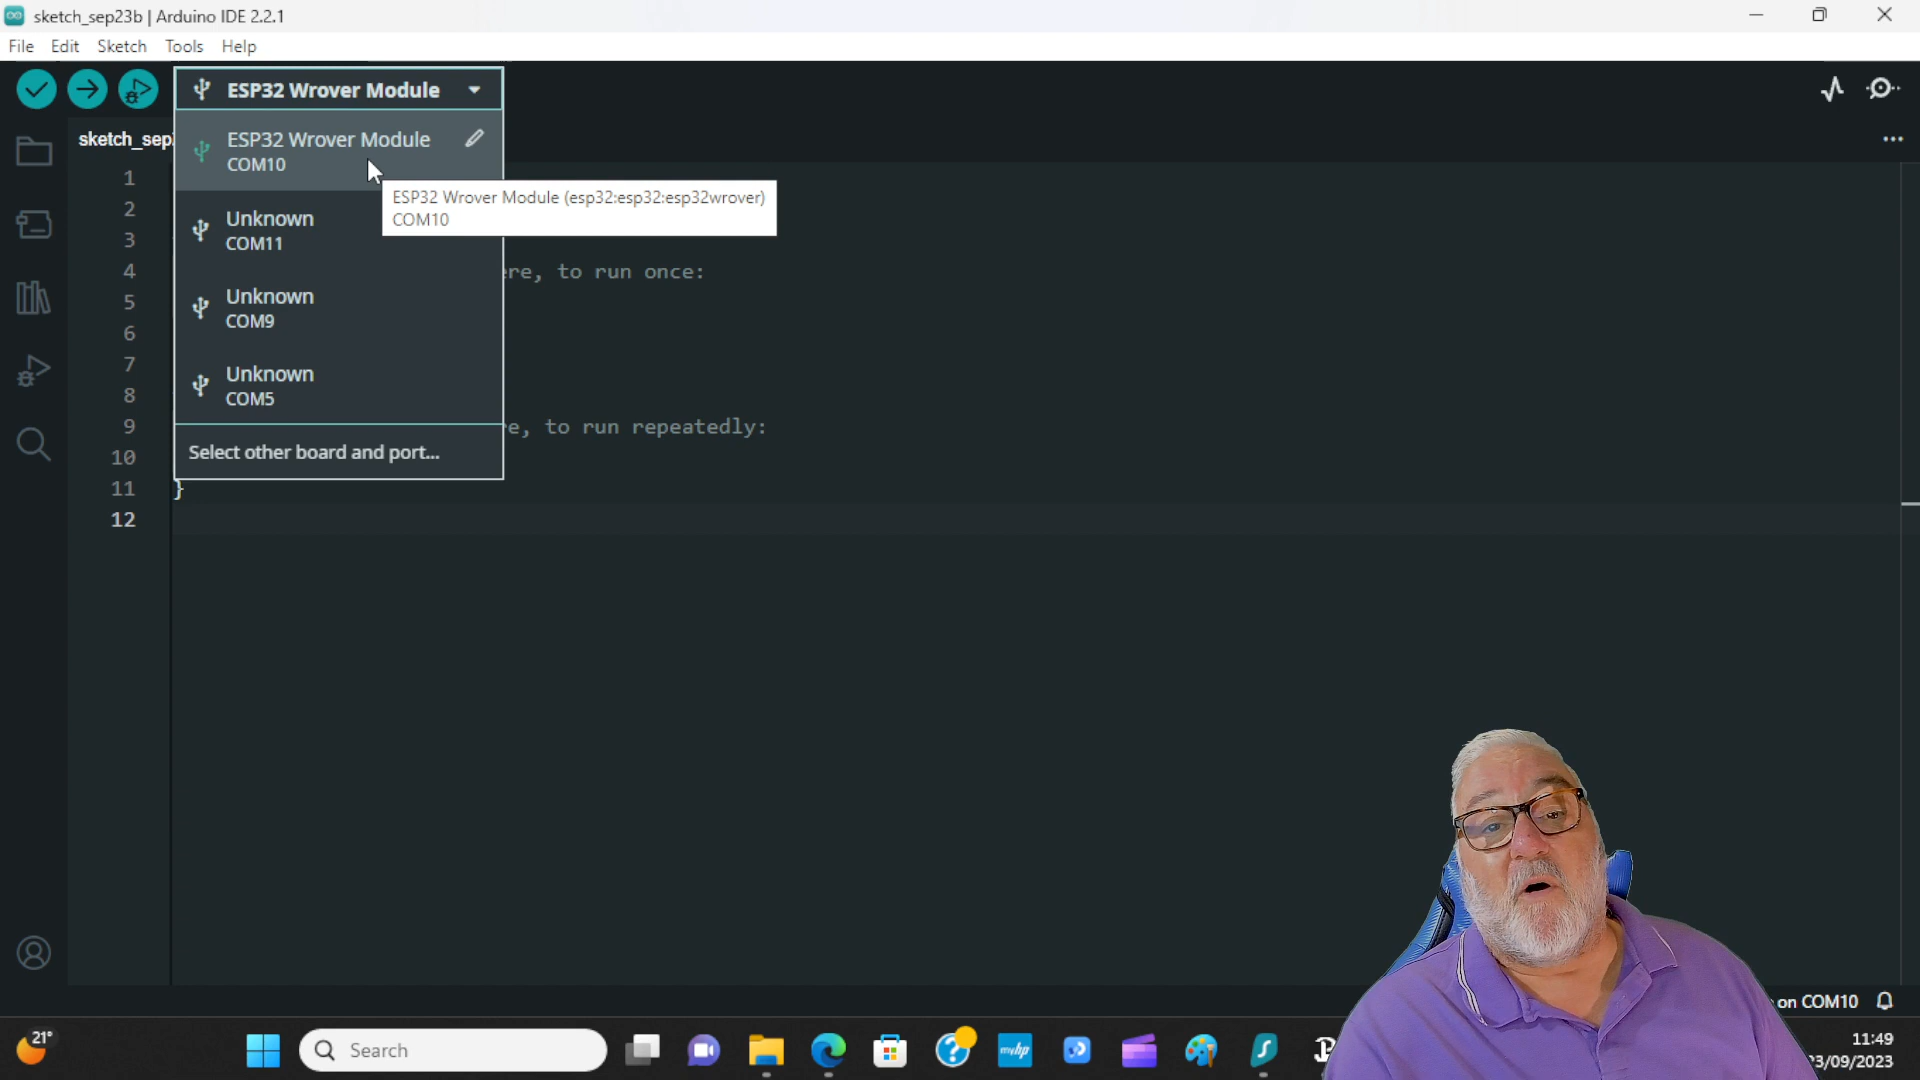 sketch_sep23b | Arduino IDE 2.2.1
File Edit Sketch Tools Help
ESP32 Wrover Module
sketch_sep
ESP32 Wrover Module
COM10
ESP32 Wrover Module (esp32:esp32:esp32wrover)
COM10
Unknown
COM11
Unknown
COM9
Unknown
COM5
Select other board and port...
1
2
3
4 re, to run once:
5
6
7
8
9 e, to run repeatedly:
10
11 }
12
on COM10
21°
Search
myhp
11:49
3/09/2023